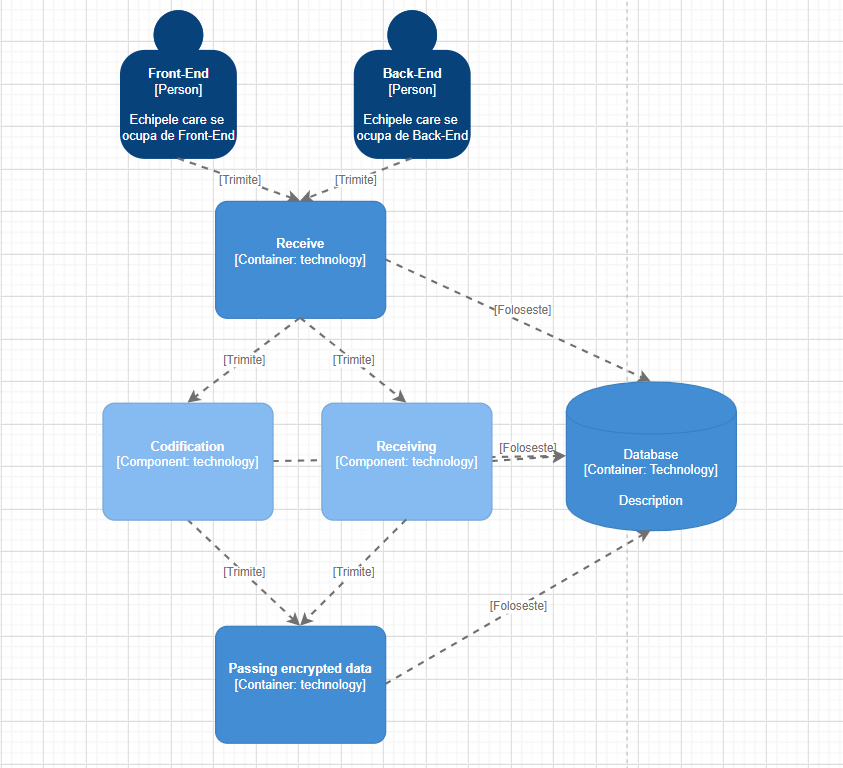 Front-End
[Person]
Echipele care se
ocupa de Front-End
Back-End
[Person]
Echipele care se
ocupa de Back-End
[Trimite]
[Trimite]
Receive
[Container: technology]
[Foloseste]
[Trimite]
[Trimite]
Codification
[Component: technology]
Receiving
[Component: technology]
[Foloseste]
Database
[Container: Technology]
Description
[Trimite]
[Trimite]
[Foloseste]
Passing encrypted data
[Container: technology]